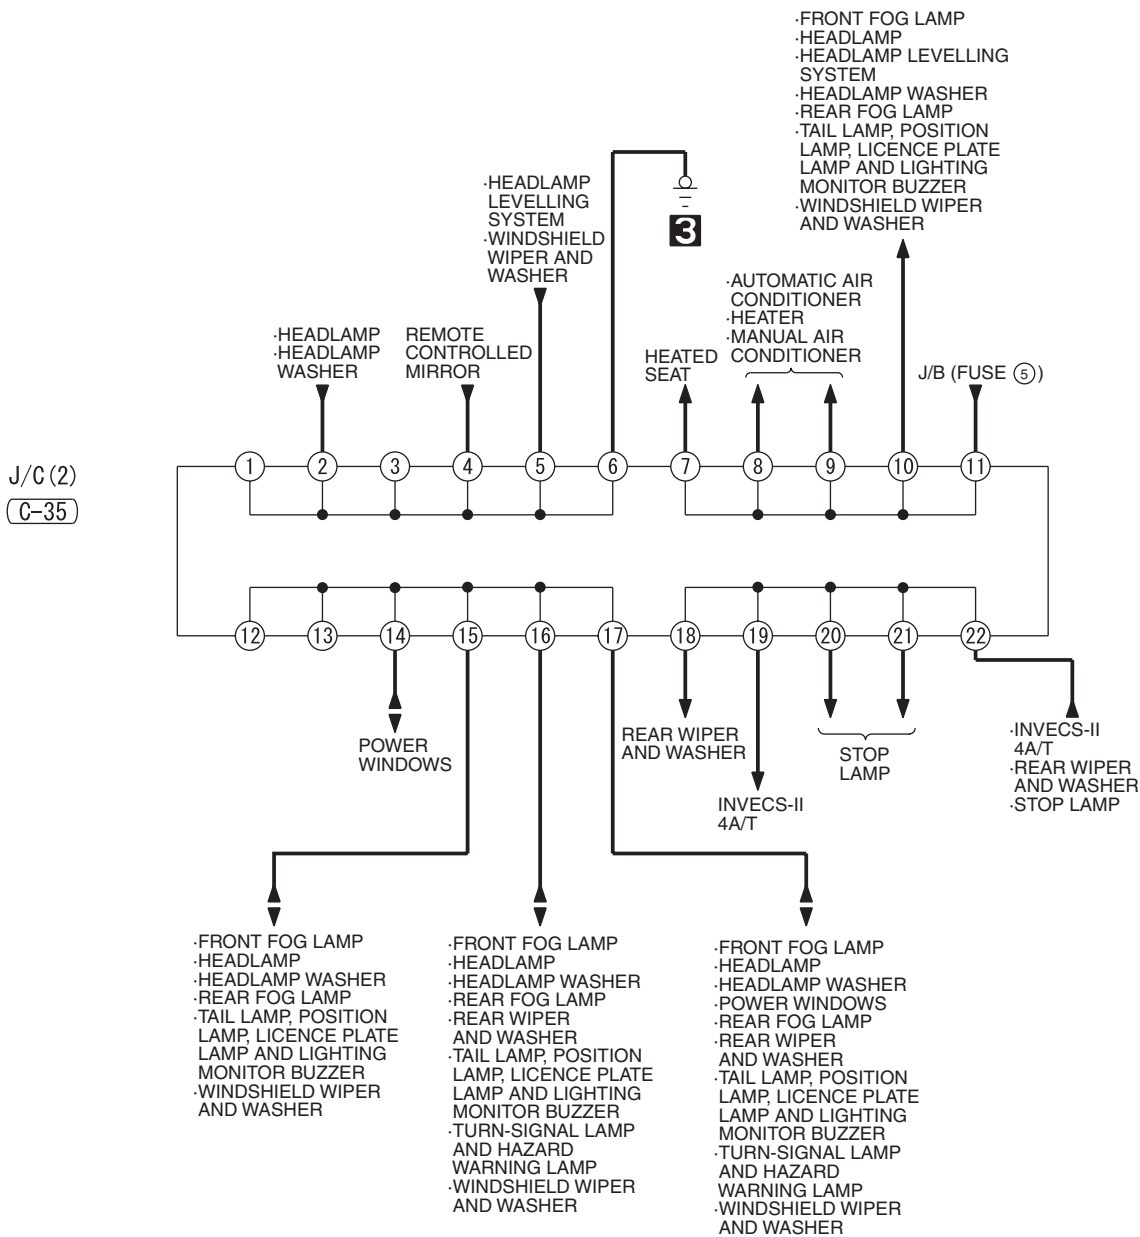 ·FRONT FOG LAMP
·HEADLAMP
·HEADLAMP LEVELLING
SYSTEM
·HEADLAMP WASHER
·REAR FOG LAMP
·TAIL LAMP, POSITION
LAMP, LICENCE PLATE
LAMP AND LIGHTING
MONITOR BUZZER
·WINDSHIELD WIPER
AND WASHER
·HEADLAMP
LEVELLING
SYSTEM
·WINDSHIELD
WIPER AND
WASHER
3
·AUTOMATIC AIR
CONDITIONER
·HEATER
·MANUAL AIR
CONDITIONER
·HEADLAMP
·HEADLAMP
WASHER
REMOTE
CONTROLLED
MIRROR
HEATED
SEAT
J/B (FUSE 5)
J/C (2)
C-35
1 2 3 4 5 6 7 8 9 10 11
12 13 14 15 16 17 18 19 20 21 22
POWER
WINDOWS
REAR WIPER
AND WASHER
INVECS-II
4A/T
STOP
LAMP
·INVECS-II
4A/T
·REAR WIPER
AND WASHER
·STOP LAMP
·FRONT FOG LAMP
·HEADLAMP
·HEADLAMP WASHER
·REAR FOG LAMP
·TAIL LAMP, POSITION
LAMP, LICENCE PLATE
LAMP AND LIGHTING
MONITOR BUZZER
·WINDSHIELD WIPER
AND WASHER
·FRONT FOG LAMP
·HEADLAMP
·HEADLAMP WASHER
·REAR FOG LAMP
·REAR WIPER
AND WASHER
·TAIL LAMP, POSITION
LAMP, LICENCE PLATE
LAMP AND LIGHTING
MONITOR BUZZER
·TURN-SIGNAL LAMP
AND HAZARD
WARNING LAMP
·WINDSHIELD WIPER
AND WASHER
·FRONT FOG LAMP
·HEADLAMP
·HEADLAMP WASHER
·POWER WINDOWS
·REAR FOG LAMP
·REAR WIPER
AND WASHER
·TAIL LAMP, POSITION
LAMP, LICENCE PLATE
LAMP AND LIGHTING
MONITOR BUZZER
·TURN-SIGNAL LAMP
AND HAZARD
WARNING LAMP
·WINDSHIELD WIPER
AND WASHER